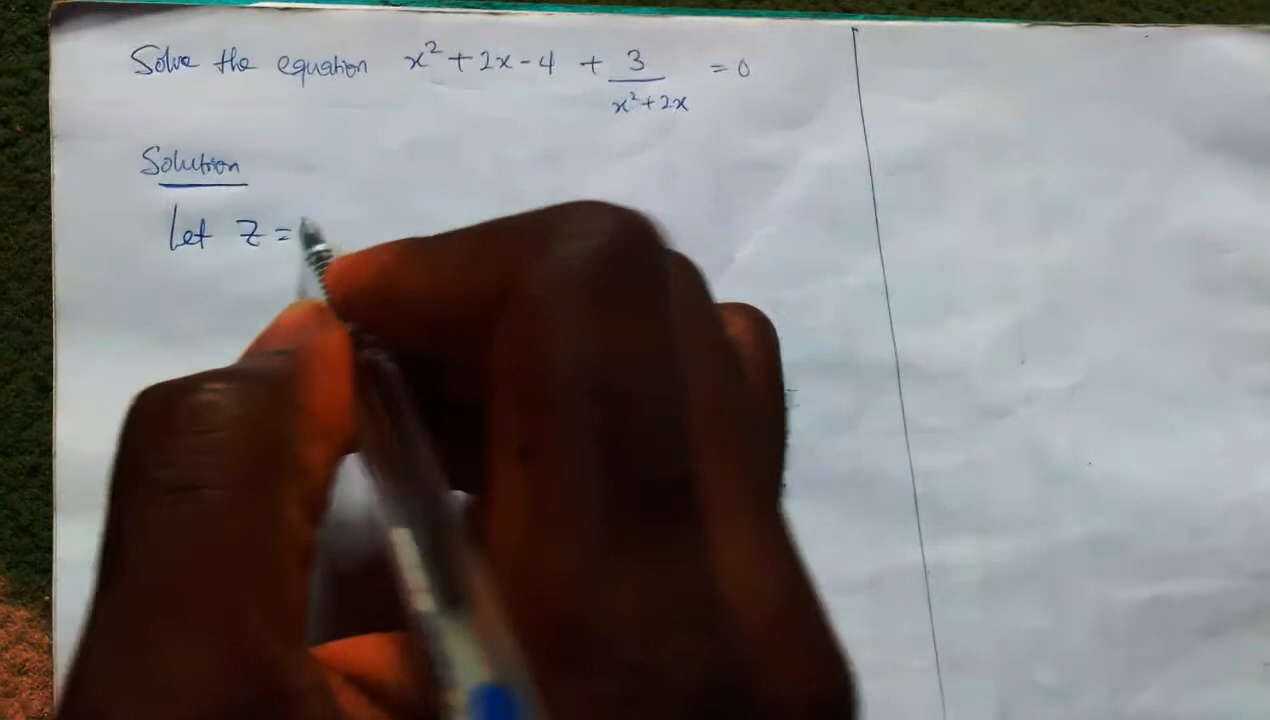 Solve the equation x² + 2x - 4 + 3/(x² + 2x) = 0
Solution
Let Z =